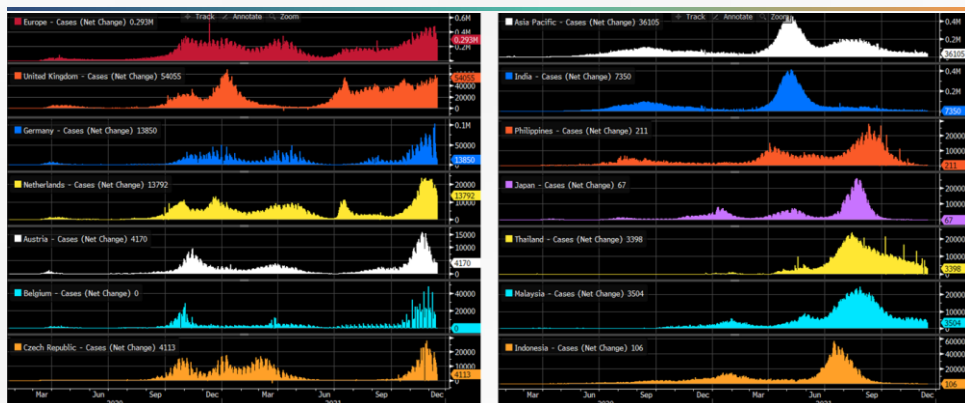 Track Annotate Zoom
Europe - Cases (Net Change) 0.293M
0.6M
0.4M
0.293M
0.2M
United Kingdom - Cases (Net Change) 54055
54055
40000
20000
0
Germany - Cases (Net Change) 13850
0.1M
50000
13850
Netherlands - Cases (Net Change) 13792
20000
13792
10000
0
Austria - Cases (Net Change) 4170
15000
10000
4170
0
Belgium - Cases (Net Change) 0
40000
20000
0
Czech Republic - Cases (Net Change) 4113
20000
10000
4113
Mar Jun Sep Dec Mar Jun Sep Dec
2020 2021
Track Annotate Zoom
Asia Pacific - Cases (Net Change) 36105
0.4M
0.2M
36105
India - Cases (Net Change) 7350
0.4M
0.2M
7350
Philippines - Cases (Net Change) 211
20000
10000
211
Japan - Cases (Net Change) 67
20000
10000
67
Thailand - Cases (Net Change) 3398
20000
10000
3398
Malaysia - Cases (Net Change) 3504
20000
10000
3504
Indonesia - Cases (Net Change) 106
60000
40000
20000
106
Mar Jun Sep Dec Mar Jun Sep Dec
2020 2021